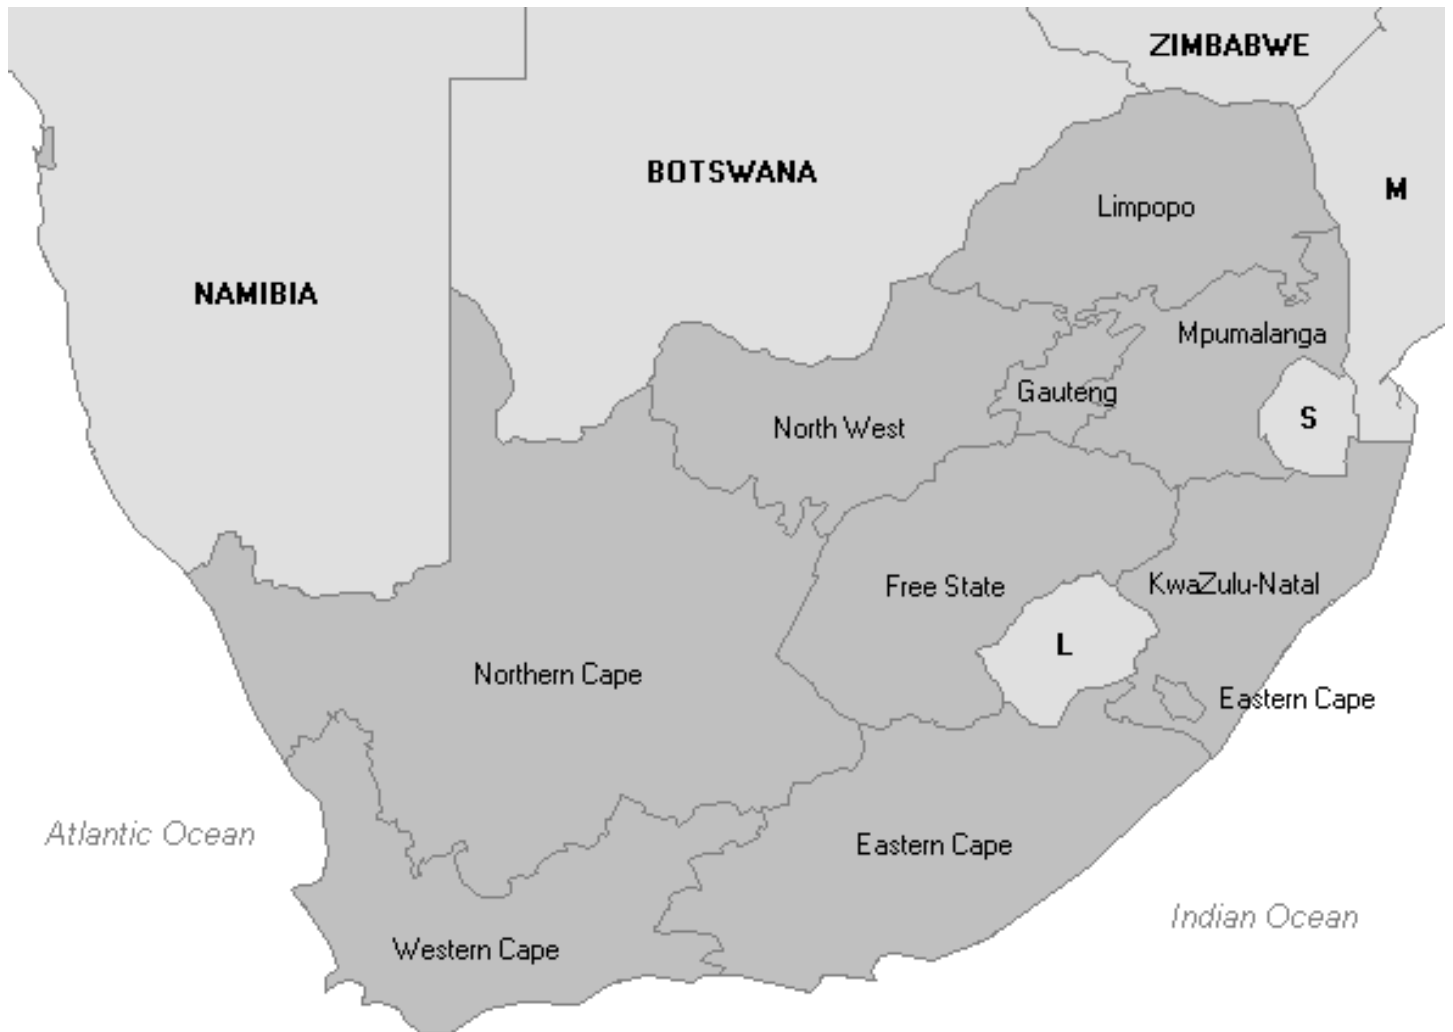 ZIMBABWE
BOTSWANA
M
Limpopo
NAMIBIA
Mpumalanga
Gauteng
S
North West
Free State
KwaZulu-Natal
L
Northern Cape
Eastern Cape
Atlantic Ocean
Eastern Cape
Indian Ocean
Western Cape